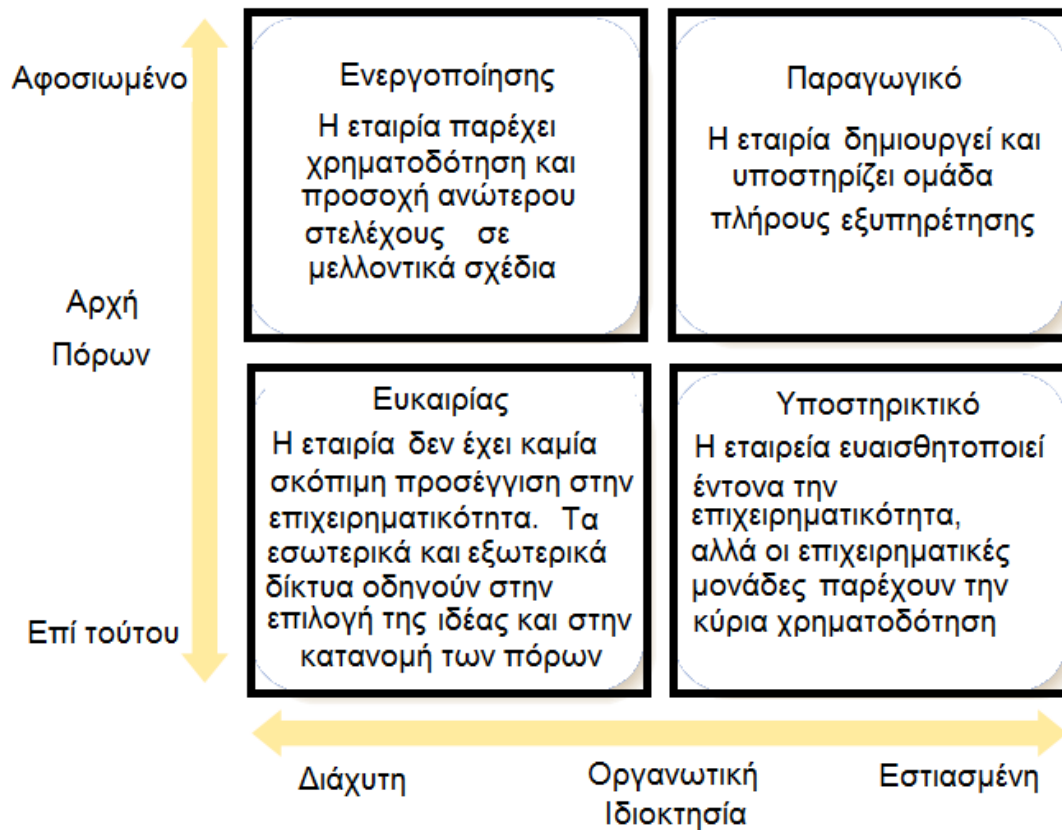 Αφοσιωμένο
Αρχή
Πόρων
Επί τούτου
Ενεργοποίησης
Η εταιρία παρέχει
χρηματοδότηση και
προσοχή ανώτερου
στελέχους σε
μελλοντικά σχέδια
Παραγωγικό
Η εταιρία δημιουργεί και
υποστηρίζει ομάδα
πλήρους εξυπηρέτησης
Ευκαιρίας
Η εταιρία δεν έχει καμία
σκόπιμη προσέγγιση στην
επιχειρηματικότητα. Τα
εσωτερικά και εξωτερικά
δίκτυα οδηγούν στην
επιλογή της ιδέας και στην
κατανομή των πόρων
Υποστηρικτικό
Η εταιρεία ευαισθητοποιεί
έντονα την
επιχειρηματικότητα,
αλλά οι επιχειρηματικές
μονάδες παρέχουν την
κύρια χρηματοδότηση
Διάχυτη
Οργανωτική
Ιδιοκτησία
Εστιασμένη